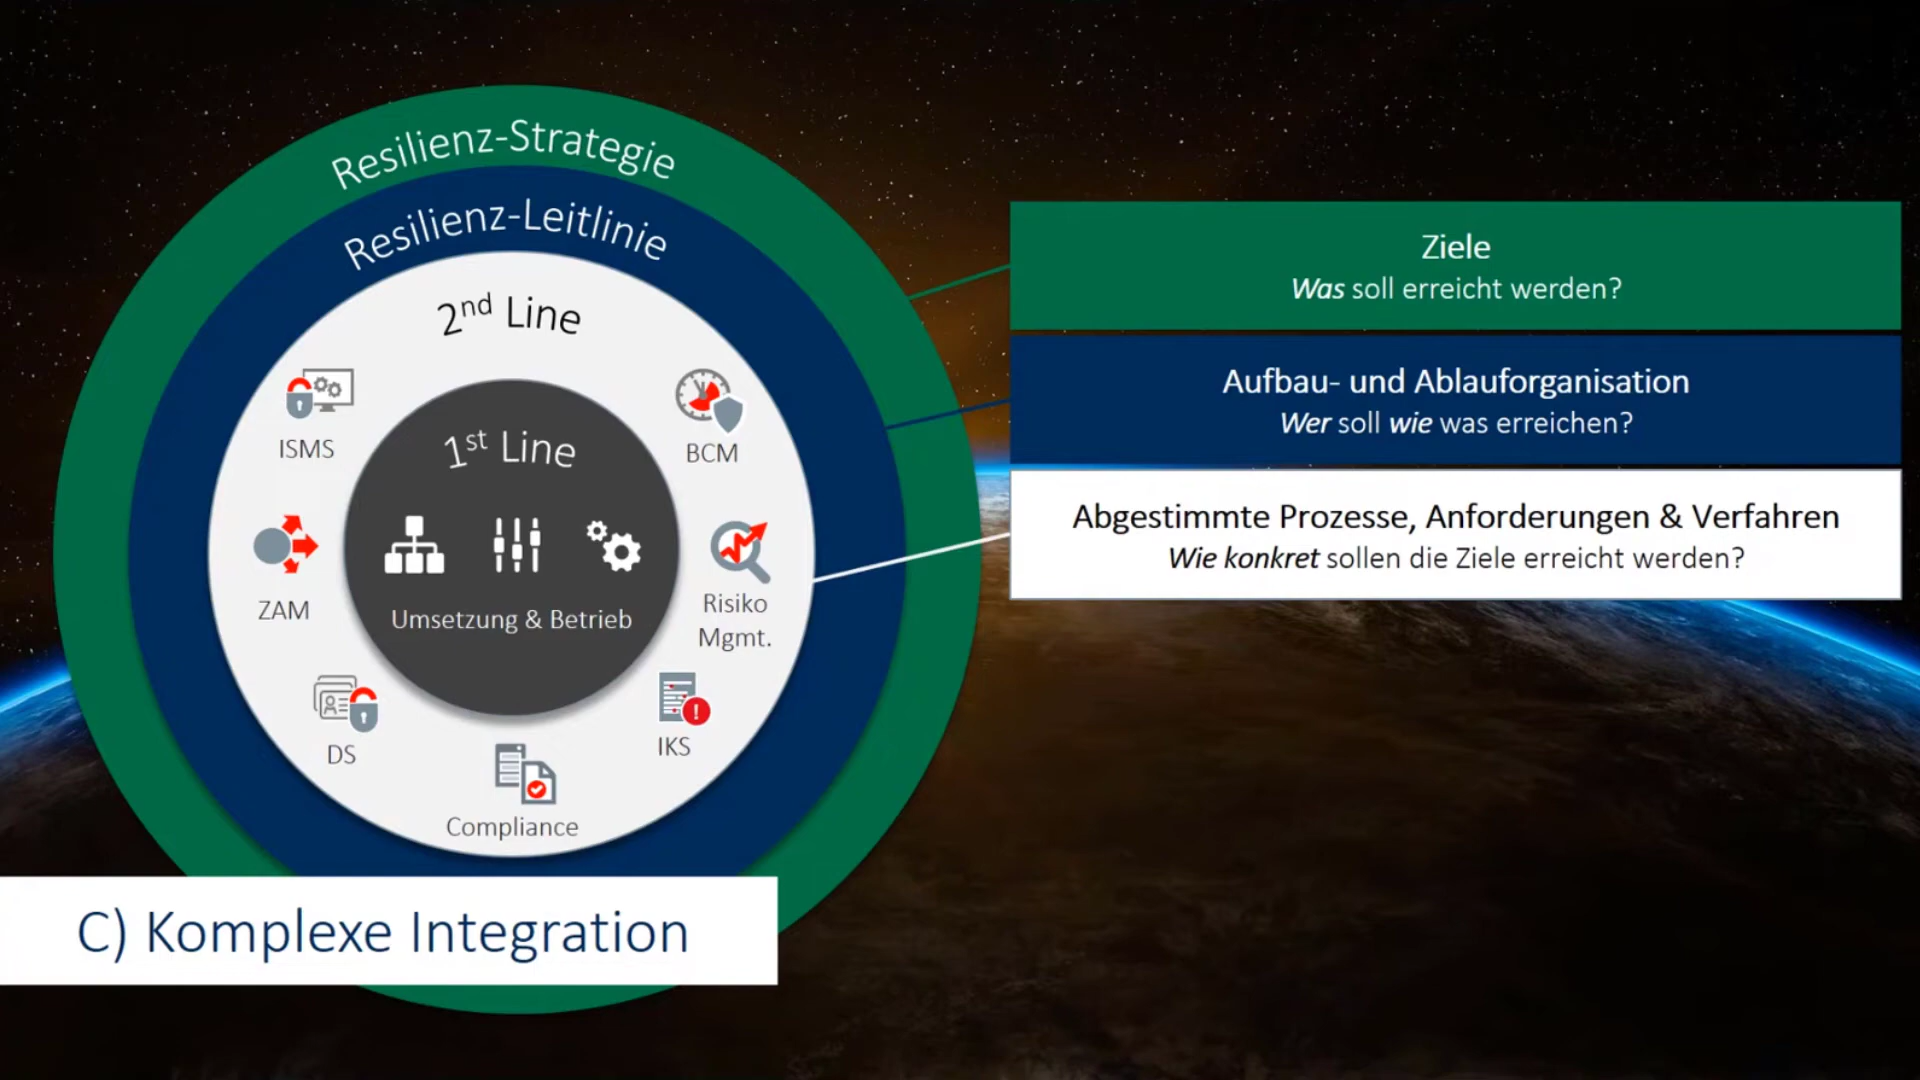 Resilienz-Strategie
Resilienz-Leitlinie
2nd Line
ISMS
BCM
1st Line
ZAM
Umsetzung & Betrieb
Risiko
Mgmt.
DS
IKS
Compliance
Ziele
Was soll erreicht werden?
Aufbau- und Ablauforganisation
Wer soll wie was erreichen?
Abgestimmte Prozesse, Anforderungen & Verfahren
Wie konkret sollen die Ziele erreicht werden?
C) Komplexe Integration